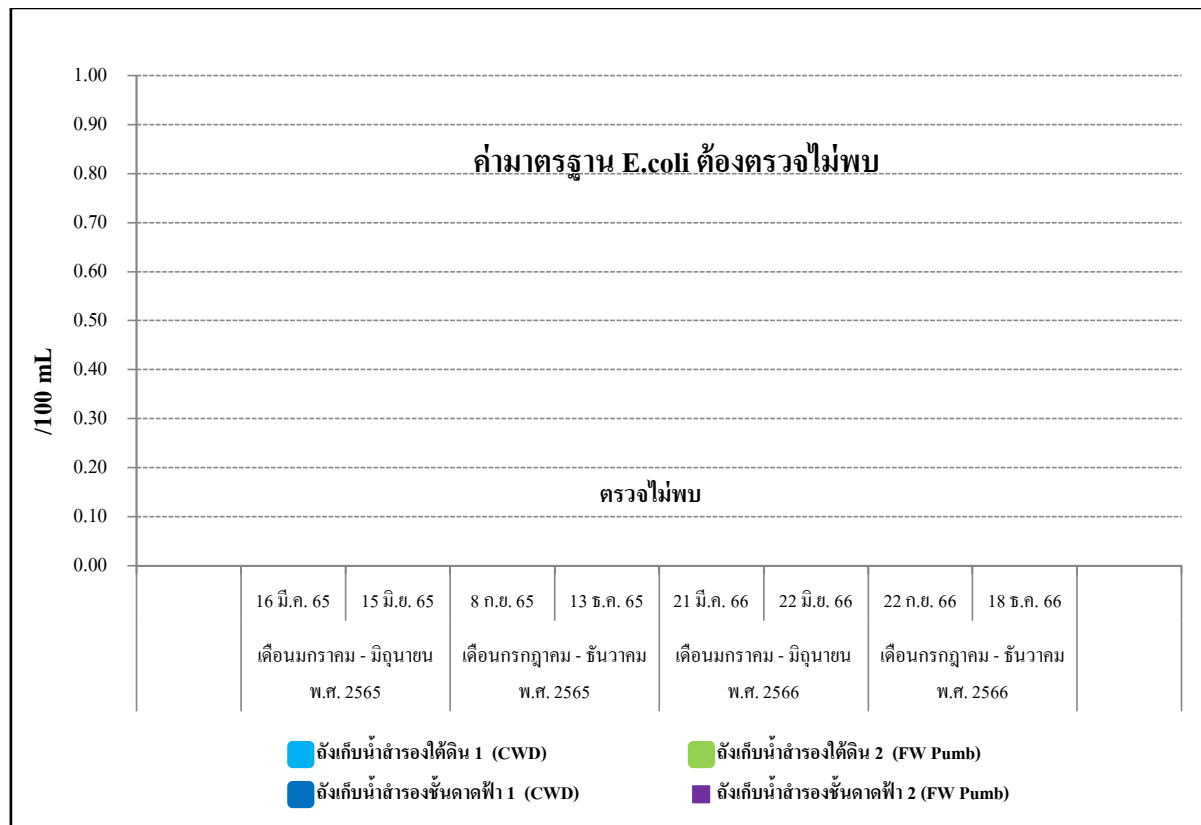 1.00
0.90
ค่ามาตรฐาน E.coli ต้องตรวจไม่พบ
0.80
0.70
0.60
0.50
0.40
/100 mL
0.30
0.20
ตรวจไม่พบ
0.10
0.00
16 มี.ค. 65 15 มิ.ย. 65 8 ก.ย. 65 13 ธ.ค. 65 21 มี.ค. 66 22 มิ.ย. 66 22 ก.ย. 66 18 ธ.ค. 66
เดือนมกราคม - มิถุนายน เดือนกรกฎาคม - ธันวาคม เดือนมกราคม - มิถุนายน เดือนกรกฎาคม - ธันวาคม
พ.ศ. 2565 พ.ศ. 2565 พ.ศ. 2566 พ.ศ. 2566
ถังเก็บน้ำสำรองใต้ดิน 1 (CWD) ถังเก็บน้ำสำรองใต้ดิน 2 (FW Pumb)
ถังเก็บน้ำสำรองชั้นดาดฟ้า 1 (CWD) ถังเก็บน้ำสำรองชั้นดาดฟ้า 2 (FW Pumb)